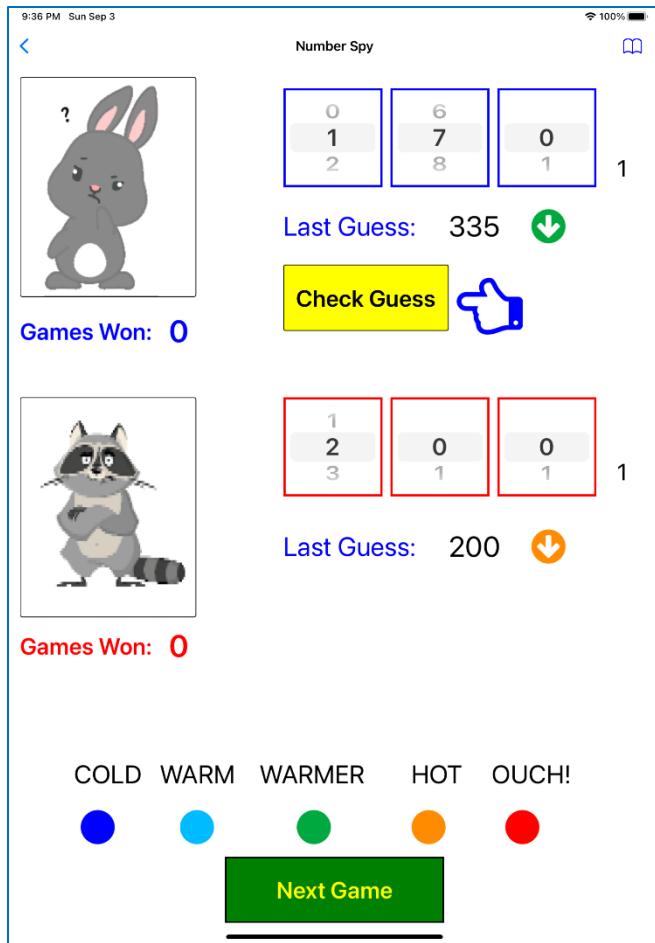 9:36 PM Sun Sep 3 100%
Number Spy
?
0 6
1 7 0
2 8 1
1
Last Guess: 335
Check Guess
Games Won: 0
1
2 0 0
3 1 1
1
Last Guess: 200
Games Won: 0
COLD WARM WARMER HOT OUCH!
Next Game